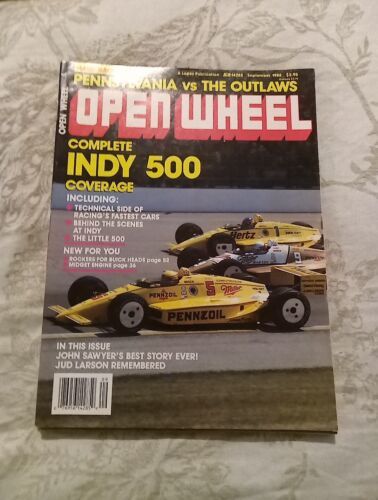 A Lopez Publication September 1988 $2.95
PENNSYLVANIA vs THE OUTLAWS
OPEN WHEEL
OPEN WHEEL
COMPLETE
INDY 500
COVERAGE
INCLUDING:
TECHNICAL SIDE OF
RACING'S FASTEST CARS
BEHIND THE SCENES
AT INDY
THE LITTLE 500
NEW FOR YOU
ROCKERS FOR BUICK HEADS page 52
MIDGET ENGINE page 36
Hertz
PENNZOIL
5
Miller
PENNZOIL
IN THIS ISSUE
JOHN SAWYER'S BEST STORY EVER!
JUD LARSON REMEMBERED